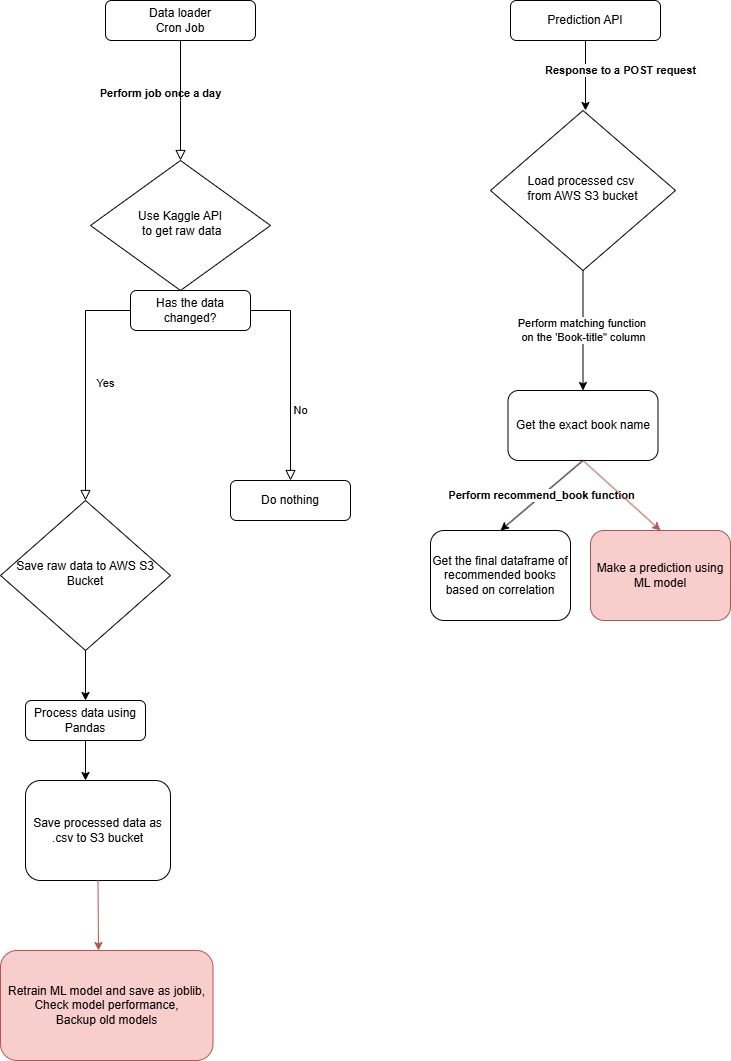 Data loader
Cron Job
Perform job once a day
Use Kaggle API
to get raw data
Has the data
changed?
Yes
No
Do nothing
Save raw data to AWS S3
Bucket
Process data using
Pandas
Save processed data as
.csv to S3 bucket
Retrain ML model and save as joblib,
Check model performance,
Backup old models
Prediction API
Response to a POST request
Load processed csv
from AWS S3 bucket
Perform matching function
on the 'Book-title" column
Get the exact book name
Perform recommend_book function
Get the final dataframe of
recommended books
based on correlation
Make a prediction using
ML model